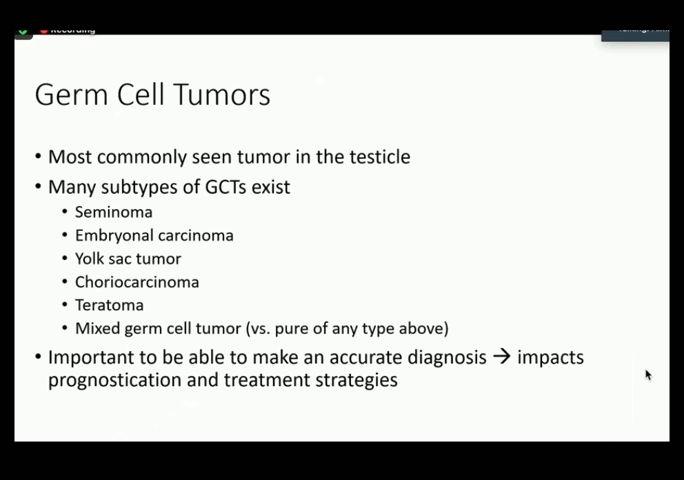 Recording
Germ Cell Tumors
• Most commonly seen tumor in the testicle
• Many subtypes of GCTs exist
• Seminoma
• Embryonal carcinoma
• Yolk sac tumor
• Choriocarcinoma
• Teratoma
• Mixed germ cell tumor (vs. pure of any type above)
• Important to be able to make an accurate diagnosis → impacts
prognostication and treatment strategies